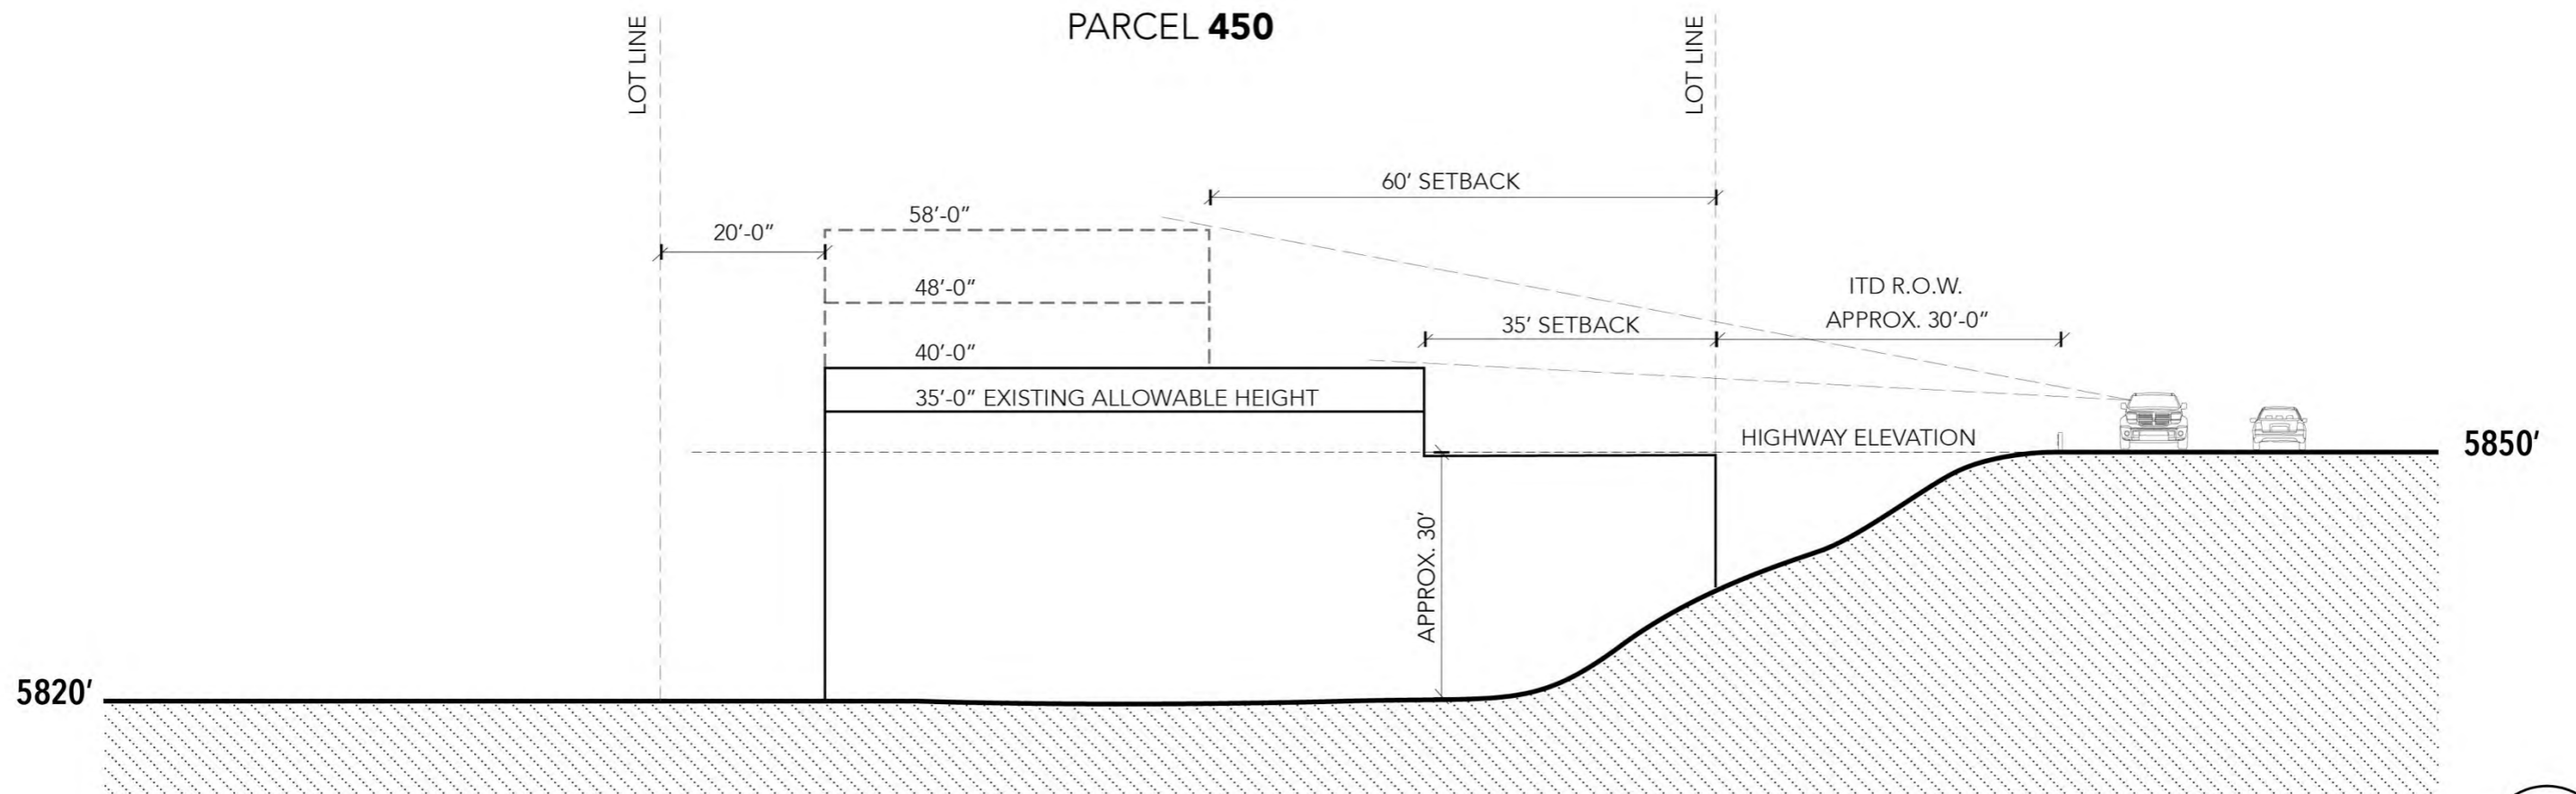 PARCEL 450
LOT LINE
LOT LINE
60’ SETBACK
58’-0”
20’-0”
48’-0”
ITD R.O.W.
APPROX. 30’-0”
35’ SETBACK
40’-0”
35’-0” EXISTING ALLOWABLE HEIGHT
HIGHWAY ELEVATION
5850’
APPROX. 30’
5820’